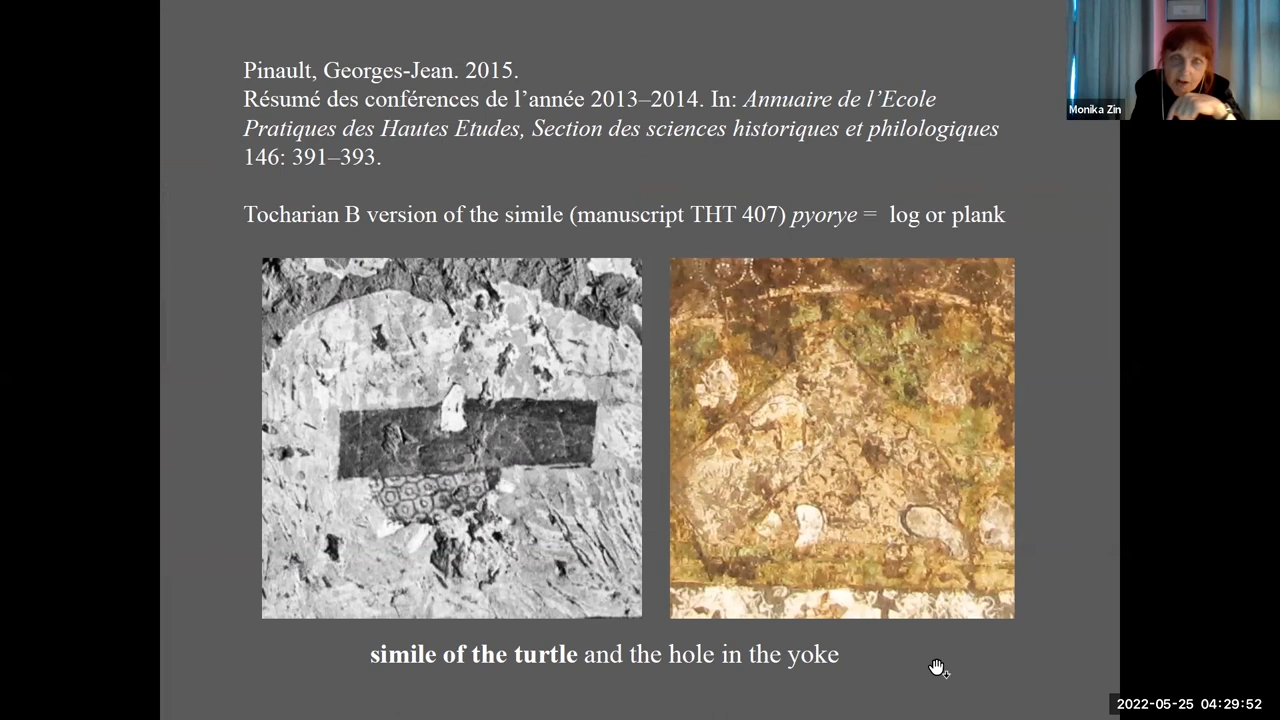 Pinault, Georges-Jean. 2015.
Résumé des conférences de l’année 2013–2014. In: Annuaire de l’Ecole
Pratiques des Hautes Etudes, Section des sciences historiques et philologiques
146: 391–393.
Tocharian B version of the simile (manuscript THT 407) pyorye = log or plank
simile of the turtle and the hole in the yoke
Monika Zin
2022-05-25 04:29:52